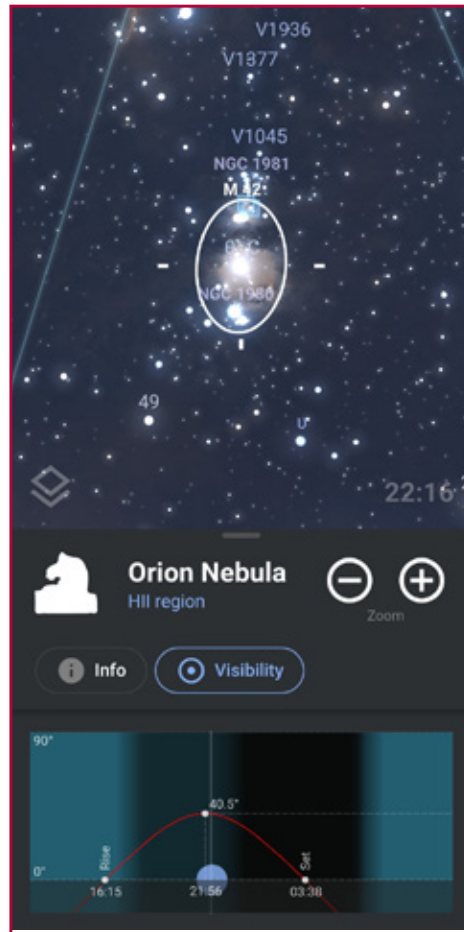 V1936
V1377
V1045
NGC 1981
M 42
θ¹ C
NGC 1980
49
U
22:16
Orion Nebula
HII region
Zoom
Info
Visibility
90°
40.5°
Rise
Set
0°
16:15
21:56
03:38